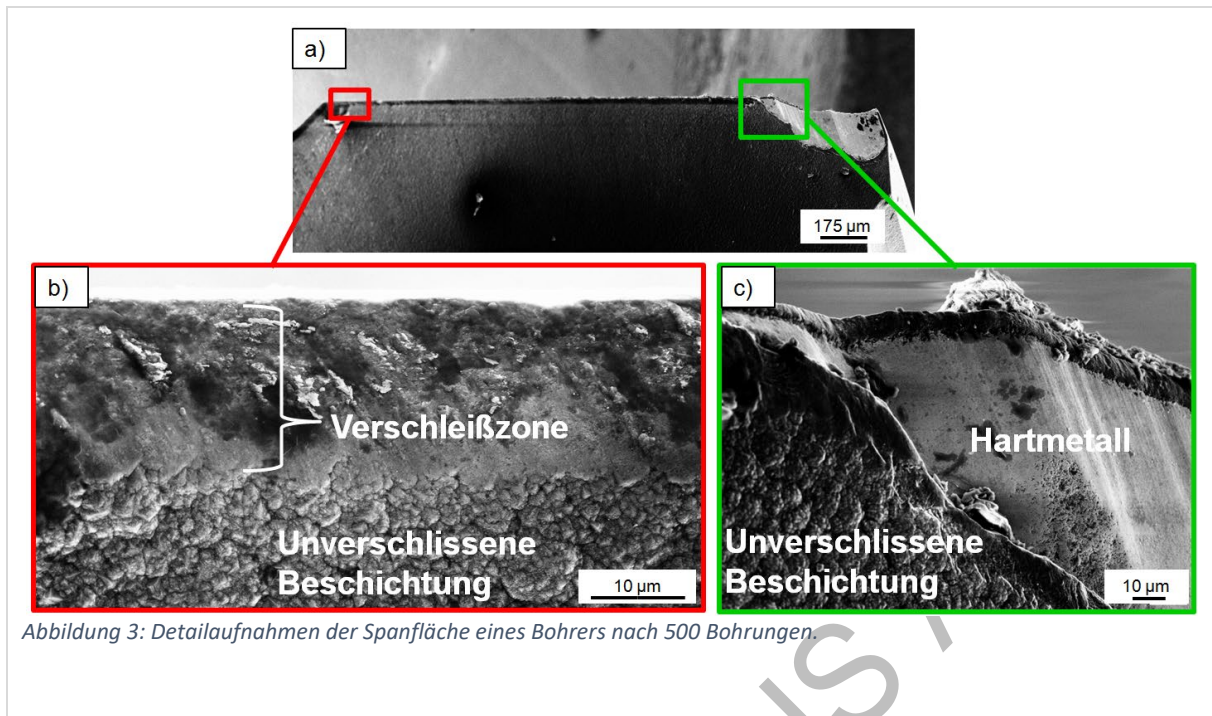 a)
175 µm
b)
Verschleißzone
Unverschlissene
Beschichtung
10 µm
c)
Hartmetall
Unverschlissene
Beschichtung
10 µm
Abbildung 3: Detailaufnahmen der Spanfläche eines Bohrers nach 500 Bohrungen.